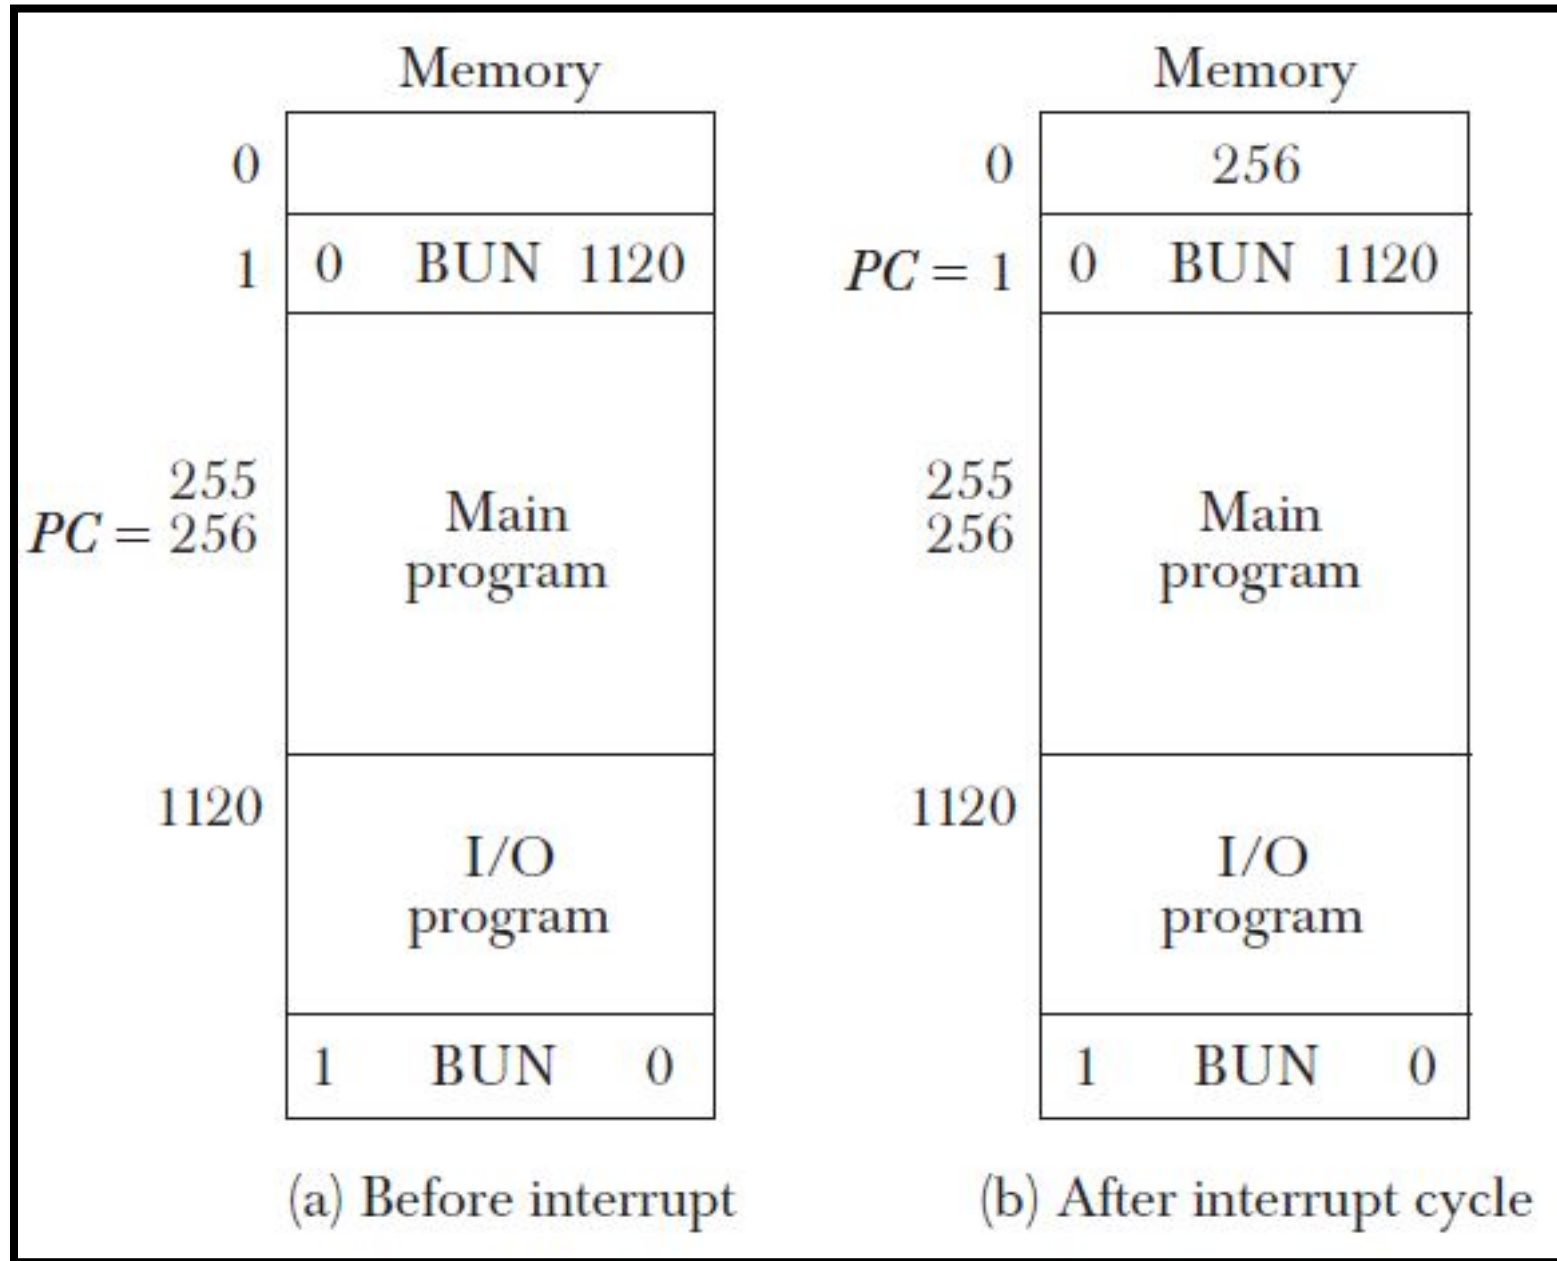 Memory
0
1 0 BUN 1120
255
PC = 256
Main
program
1120
I/O
program
1 BUN 0
(a) Before interrupt
Memory
0 256
PC = 1 0 BUN 1120
255
256
Main
program
1120
I/O
program
1 BUN 0
(b) After interrupt cycle